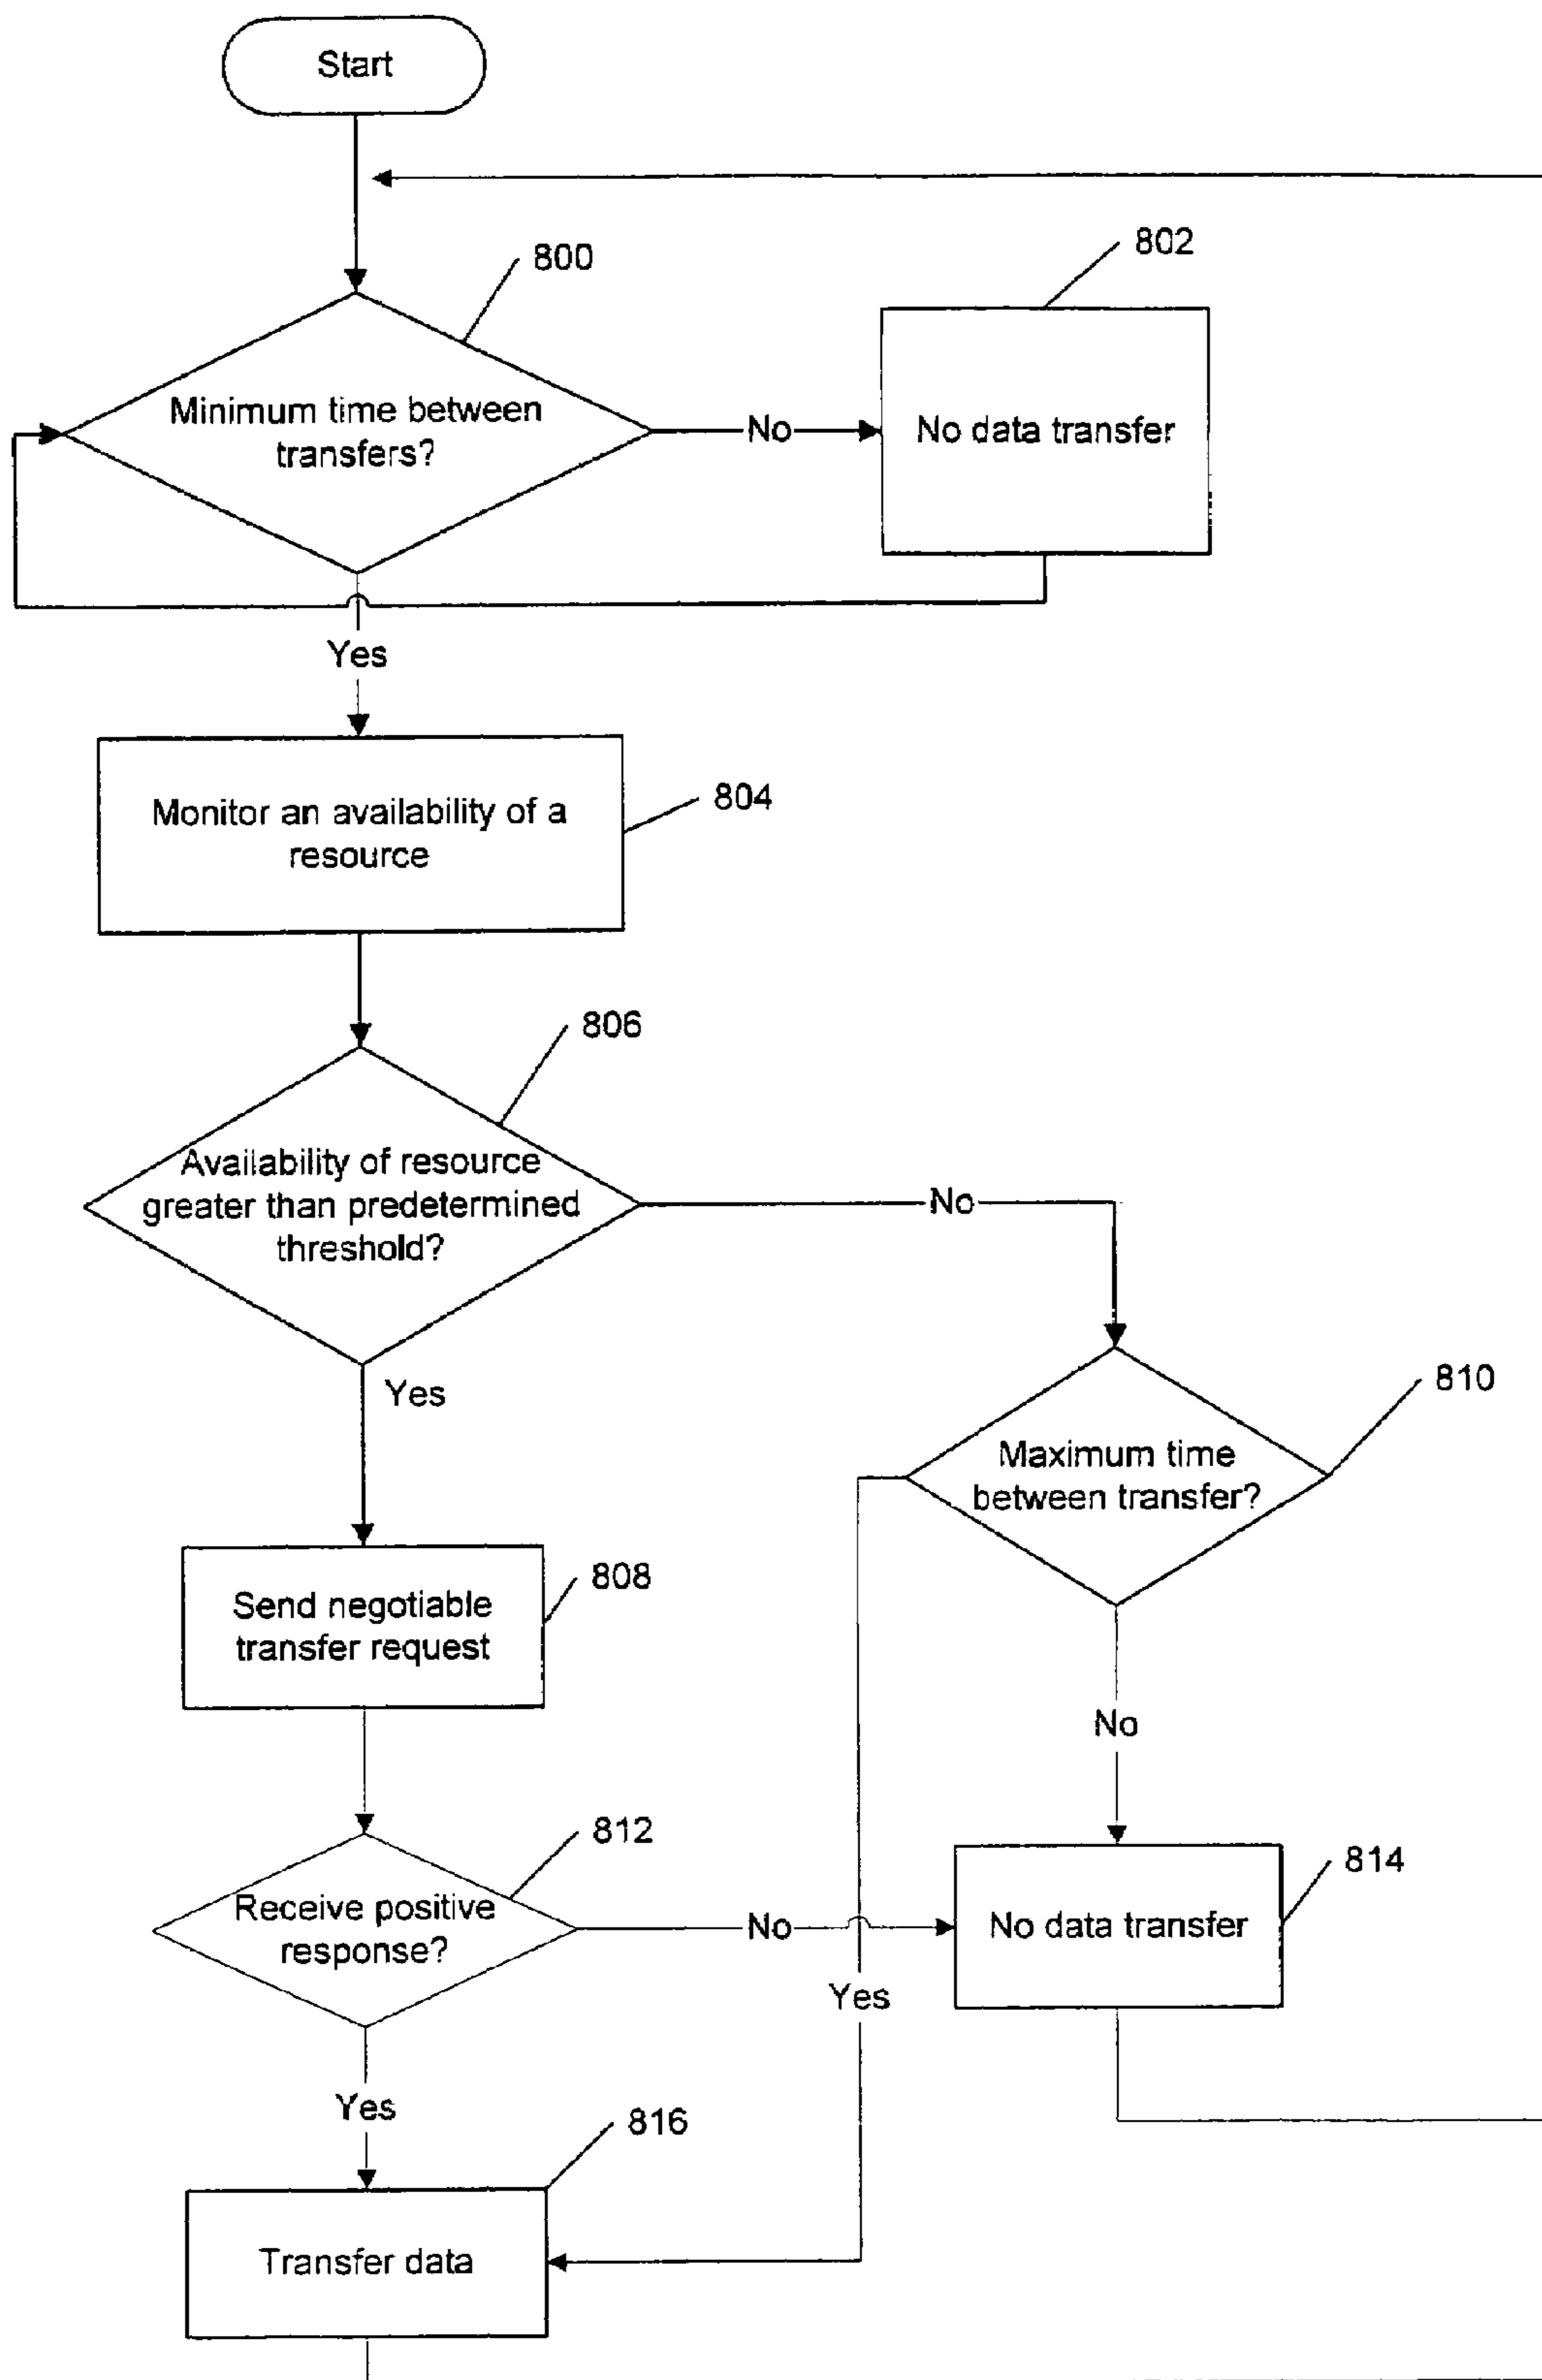 Start
800
802
Minimum time between
transfers?
No
No data transfer
Yes
Monitor an availability of a
resource
804
806
Availability of resource
greater than predetermined
threshold?
No
Yes
810
Maximum time
between transfer?
Send negotiable
transfer request
808
No
812
Receive positive
response?
No
No data transfer
814
Yes
Yes
816
Transfer data